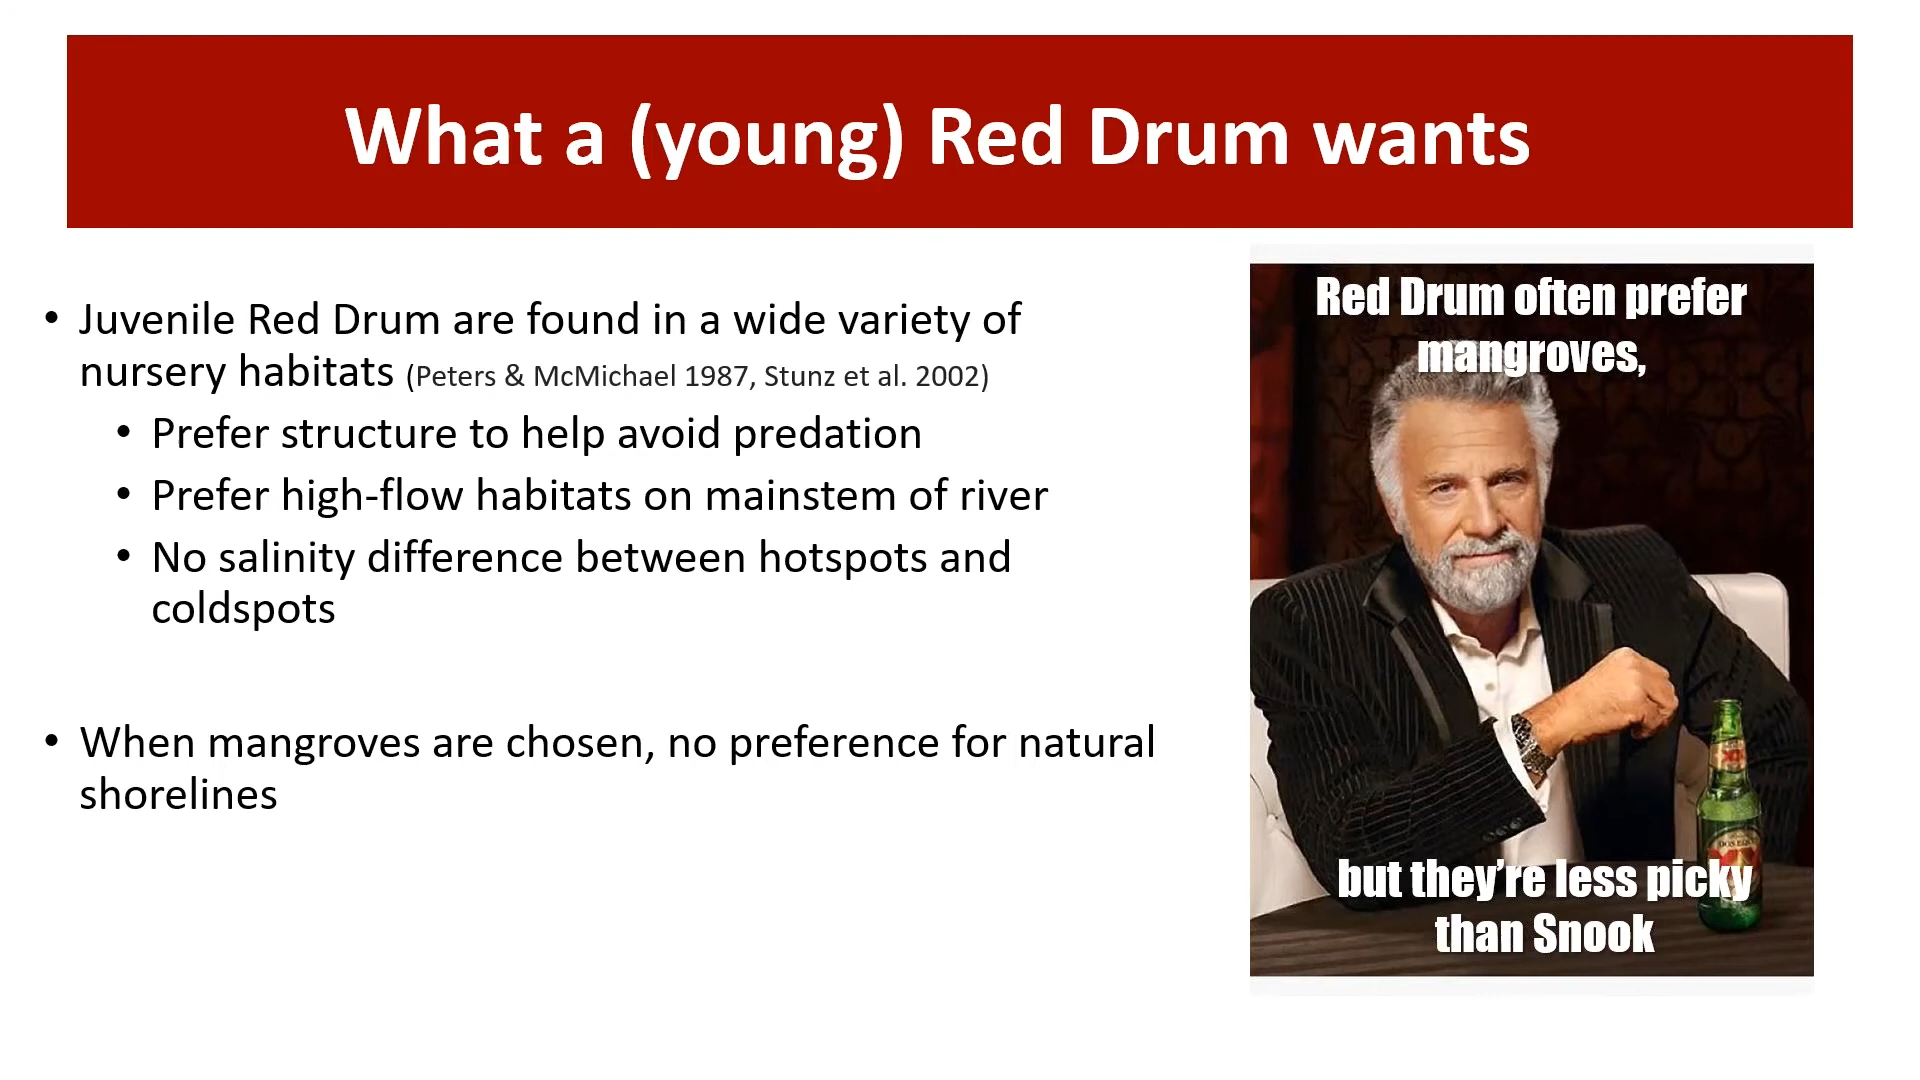 What a (young) Red Drum wants
• Juvenile Red Drum are found in a wide variety of
nursery habitats (Peters & McMichael 1987, Stunz et al. 2002)
• Prefer structure to help avoid predation
• Prefer high-flow habitats on mainstem of river
• No salinity difference between hotspots and
coldspots
• When mangroves are chosen, no preference for natural
shorelines
Red Drum often prefer
mangroves,
XX
but they’re less picky
than Snook